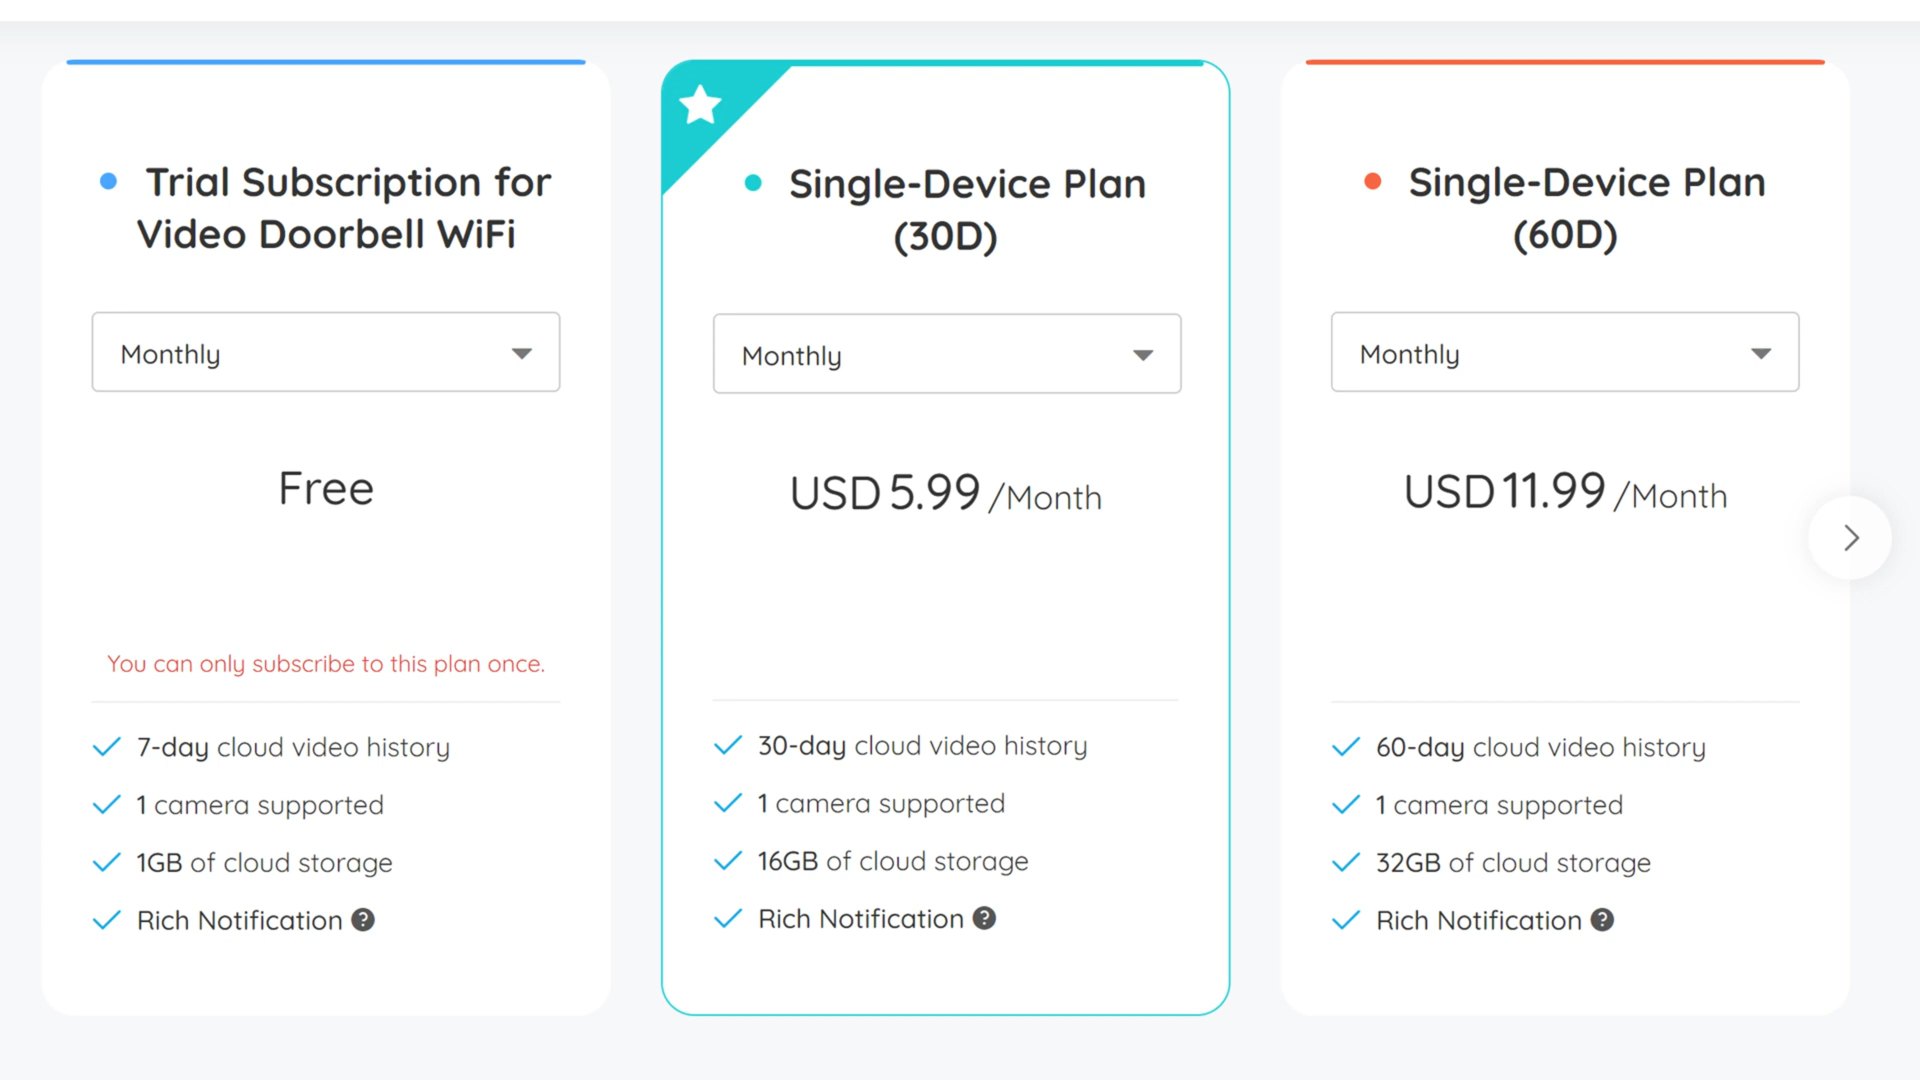 Trial Subscription for
Video Doorbell WiFi
Monthly
Free
You can only subscribe to this plan once.
7-day cloud video history
1 camera supported
1GB of cloud storage
Rich Notification ?
Single-Device Plan
(30D)
Monthly
USD 5.99 /Month
30-day cloud video history
1 camera supported
16GB of cloud storage
Rich Notification ?
Single-Device Plan
(60D)
Monthly
USD 11.99 /Month
60-day cloud video history
1 camera supported
32GB of cloud storage
Rich Notification ?